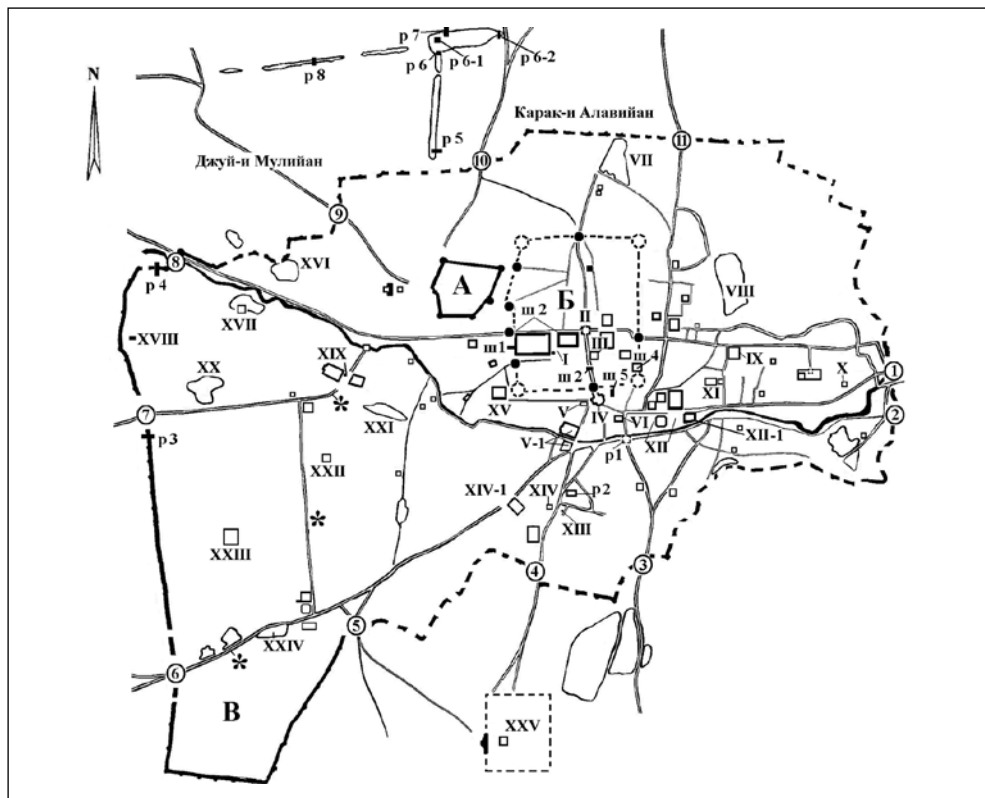 р 7
р 6
р 6-1
р 6-2
р 8
N
Карак-и Алавийан
р 5
11
10
VII
Джуй-и Мулийан
9
8
XVI
р 4
А
Б
VIII
ш 2
II
XVII
XVIII
ш1
I
III
ш 4
IX
X
XIX
1
XX
ш 2
ш 5
XI
7
XV
IV
2
р 3
XXI
V
VI
XII
XII-1
V-1
р1
XXII
XIV-1
XIV
р 2
XIII
XXIII
4
3
5
XXIV
6
В
XXV